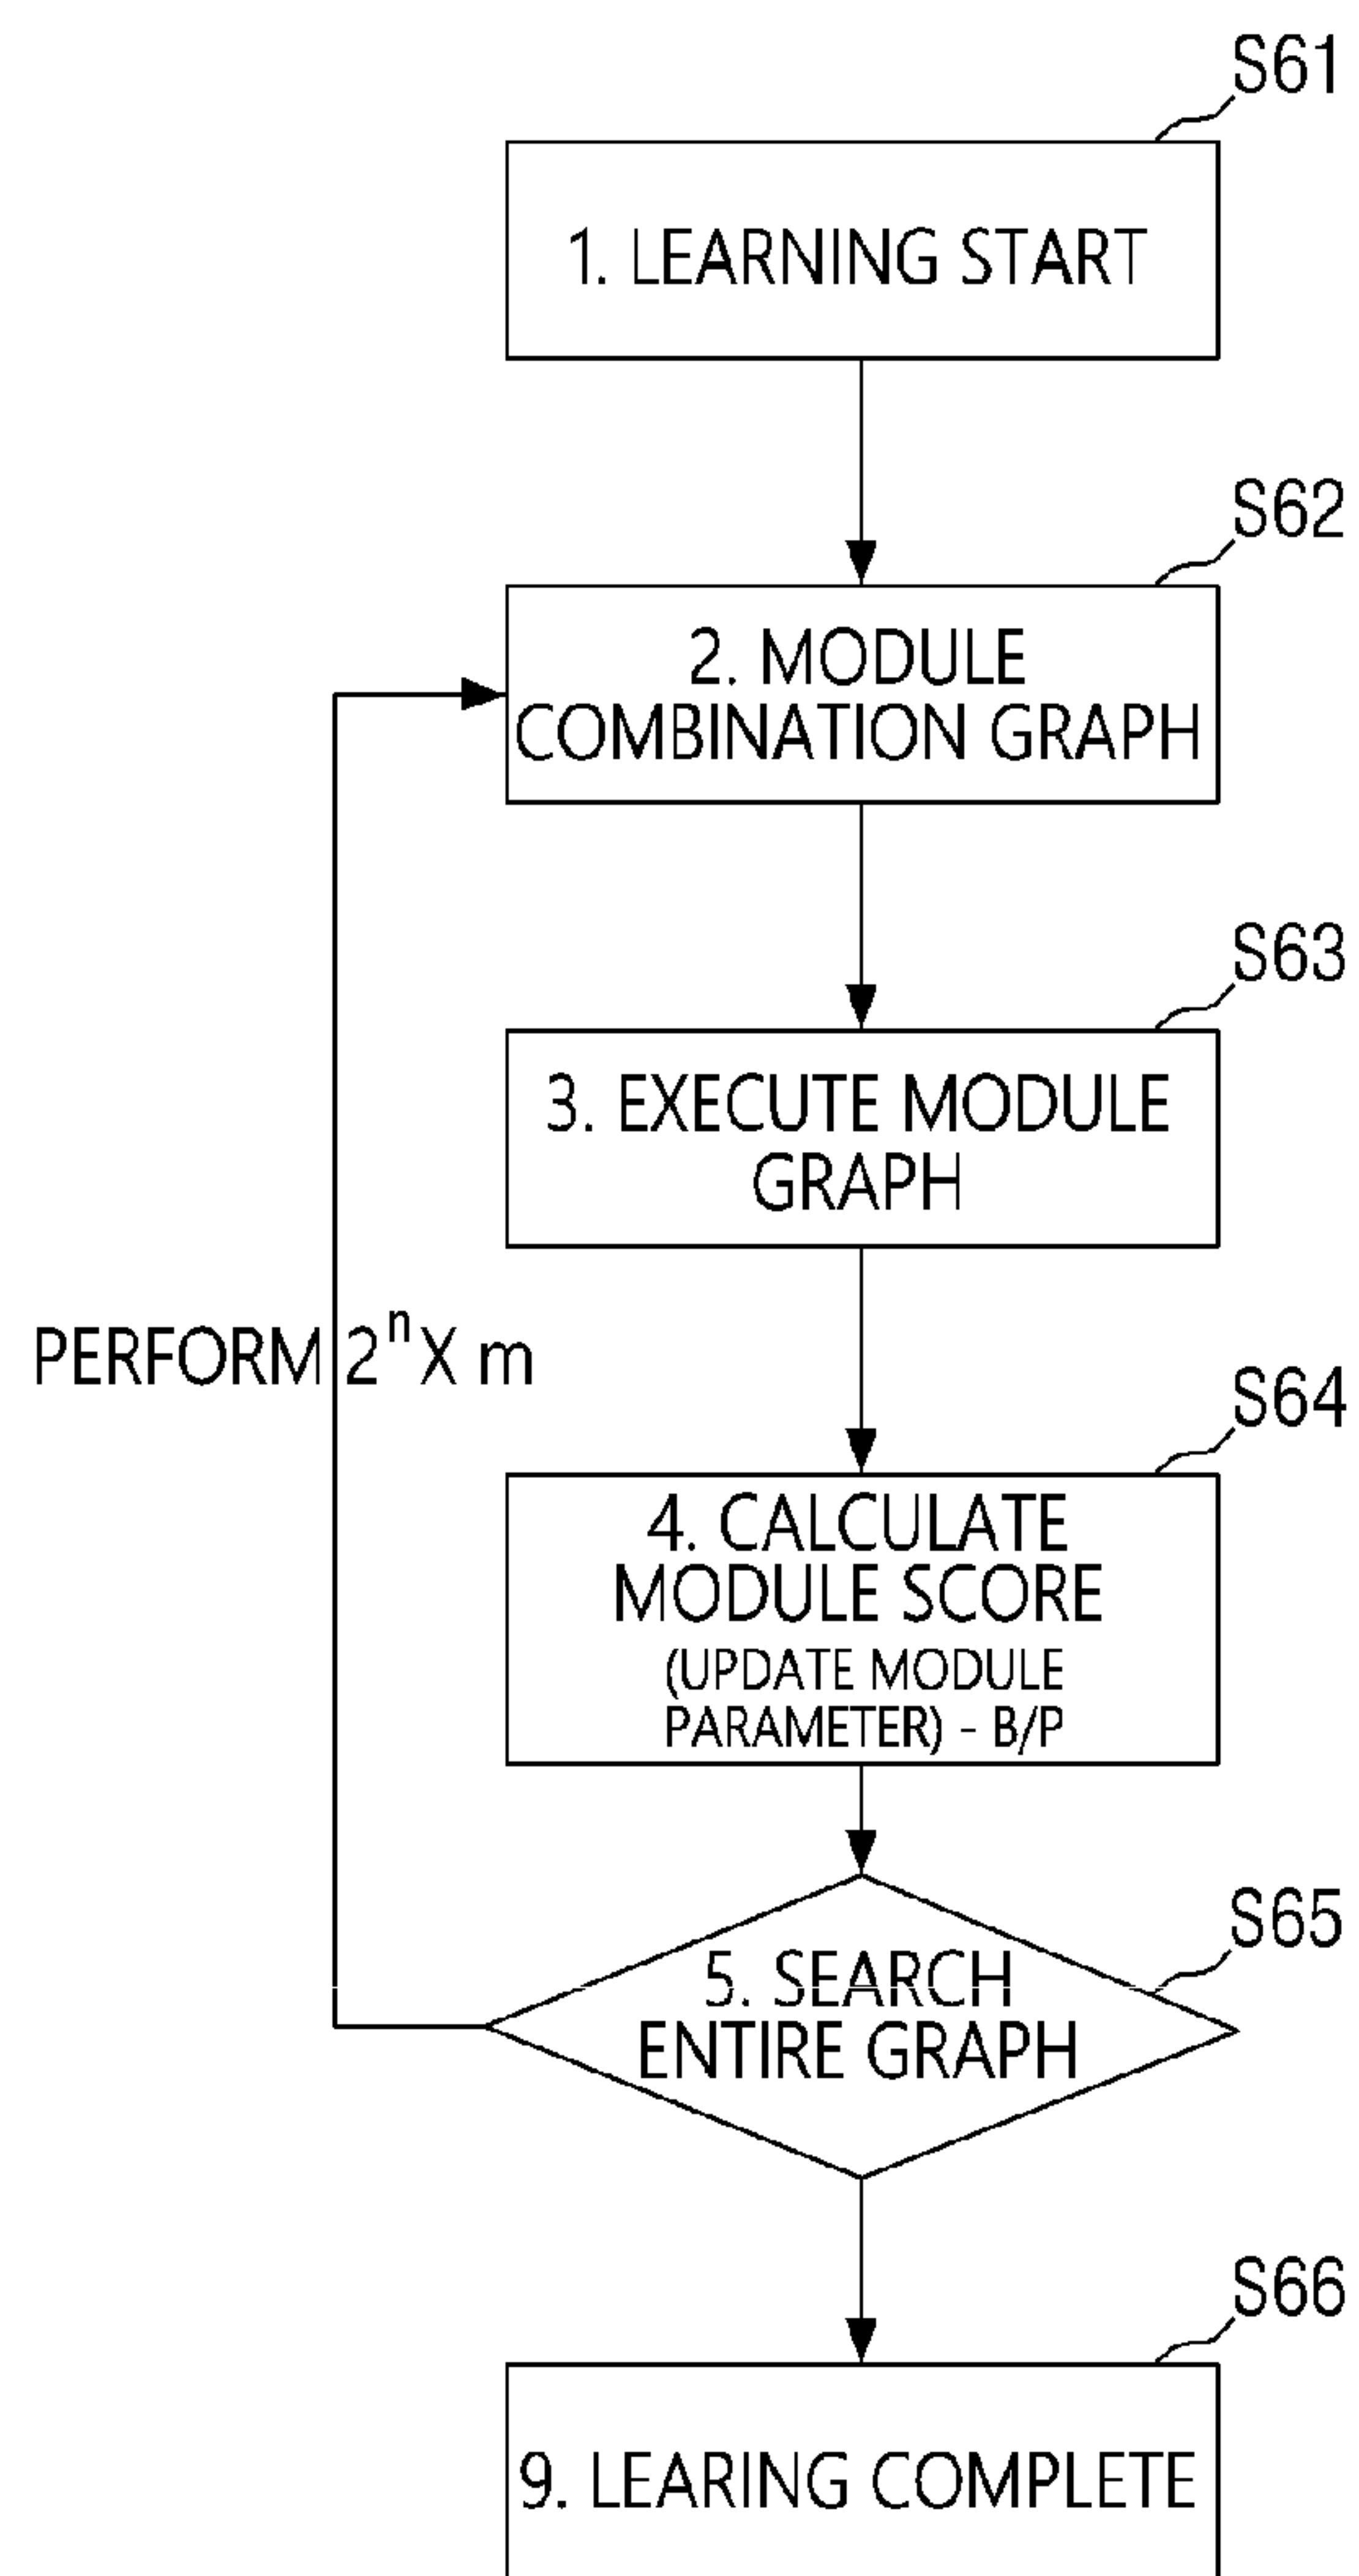 S61
1. LEARNING START
S62
2. MODULE
COMBINATION GRAPH
S63
3. EXECUTE MODULE
GRAPH
PERFORM 2ⁿX m
S64
4. CALCULATE
MODULE SCORE
(UPDATE MODULE
PARAMETER) - B/P
S65
5. SEARCH
ENTIRE GRAPH
S66
9. LEARING COMPLETE